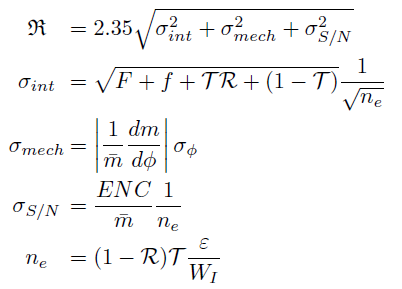 ℜ = 2.35√(σ²_int + σ²_mech + σ²_S/N)
σ_int = √(F + f + 𝒯ℛ + (1 − 𝒯)) 1/√n_e
σ_mech = |1/m̄ dm/dϕ| σ_ϕ
σ_S/N = ENC/m̄ 1/n_e
n_e = (1 − ℛ)𝒯 ε/W_I